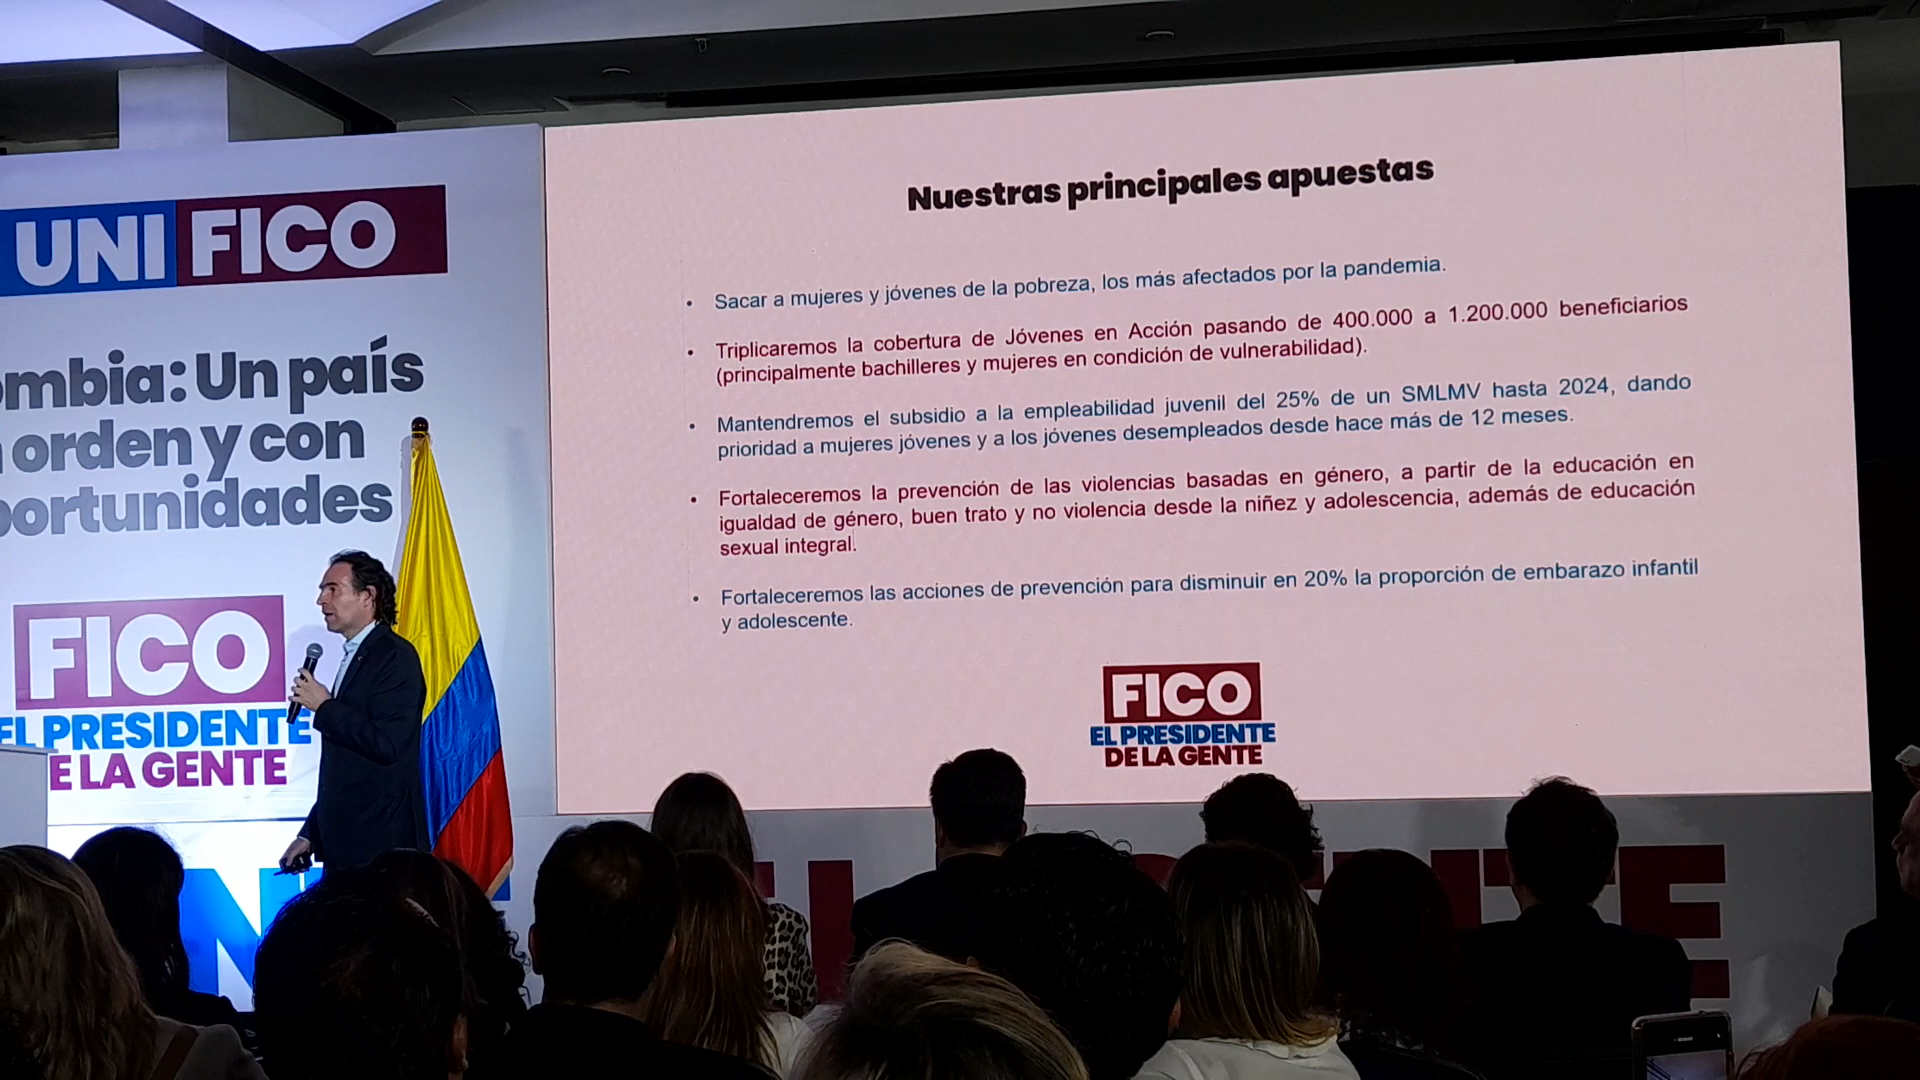 UNIFICO
mbia: Un país
orden y con
portunidades
FICO
EL PRESIDENTE
E LA GENTE
Nuestras principales apuestas
• Sacar a mujeres y jóvenes de la pobreza, los más afectados por la pandemia.
• Triplicaremos la cobertura de Jóvenes en Acción pasando de 400.000 a 1.200.000 beneficiarios
(principalmente bachilleres y mujeres en condición de vulnerabilidad).
• Mantendremos el subsidio a la empleabilidad juvenil del 25% de un SMLMV hasta 2024, dando
prioridad a mujeres jóvenes y a los jóvenes desempleados desde hace más de 12 meses.
• Fortaleceremos la prevención de las violencias basadas en género, a partir de la educación en
igualdad de género, buen trato y no violencia desde la niñez y adolescencia, además de educación
sexual integral.
• Fortaleceremos las acciones de prevención para disminuir en 20% la proporción de embarazo infantil
y adolescente.
FICO
EL PRESIDENTE
DE LA GENTE